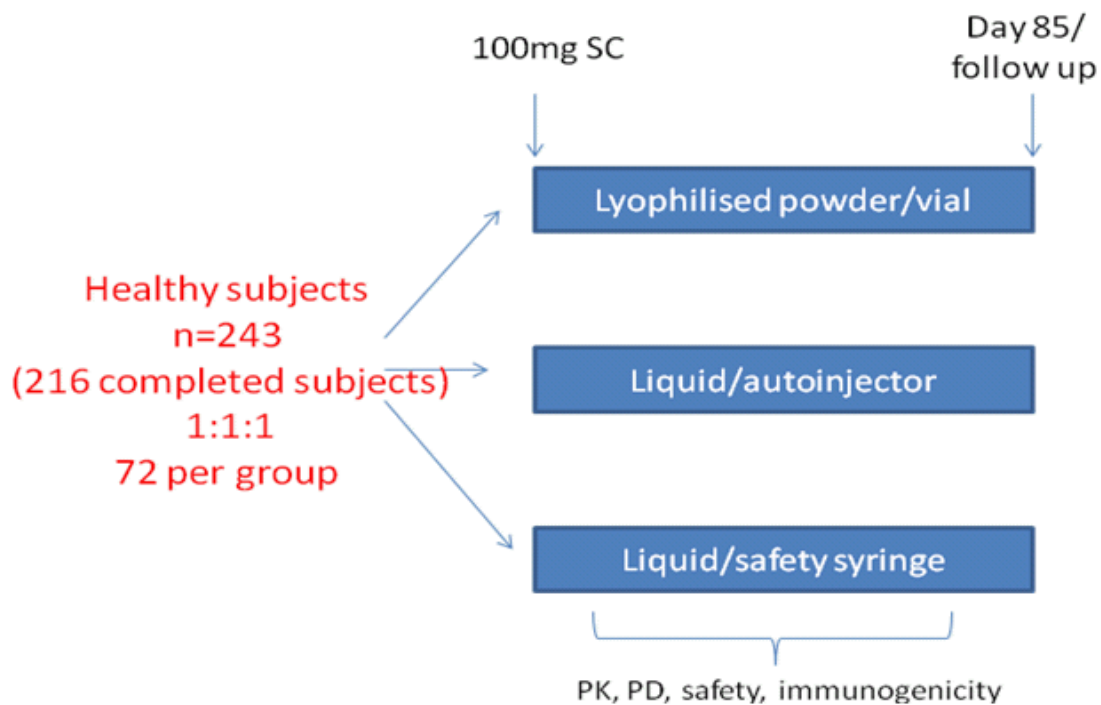 100mg SC
Day 85/
follow up
Lyophilised powder/vial
Healthy subjects
n=243
(216 completed subjects)
1:1:1
72 per group
Liquid/autoinjector
Liquid/safety syringe
PK, PD, safety, immunogenicity